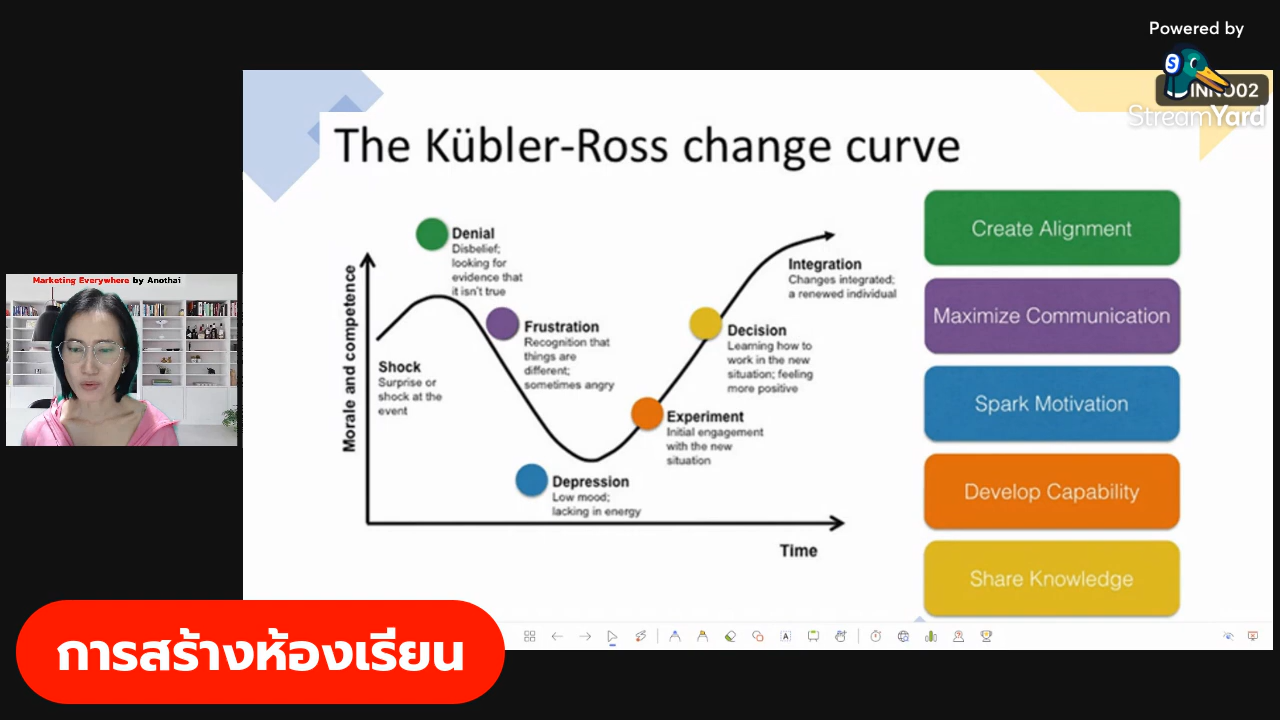 Powered by
INNO02
StreamYard
The Kübler-Ross change curve
Marketing Everywhere by Anothai
Morale and competence
Shock
Surprise or
shock at the
event
Denial
Disbelief;
looking for
evidence that
it isn't true
Frustration
Recognition that
things are
different;
sometimes angry
Depression
Low mood;
lacking in energy
Experiment
Initial engagement
with the new
situation
Decision
Learning how to
work in the new
situation; feeling
more positive
Integration
Changes integrated;
a renewed individual
Time
Create Alignment
Maximize Communication
Spark Motivation
Develop Capability
Share Knowledge
การสร้างห้องเรียน